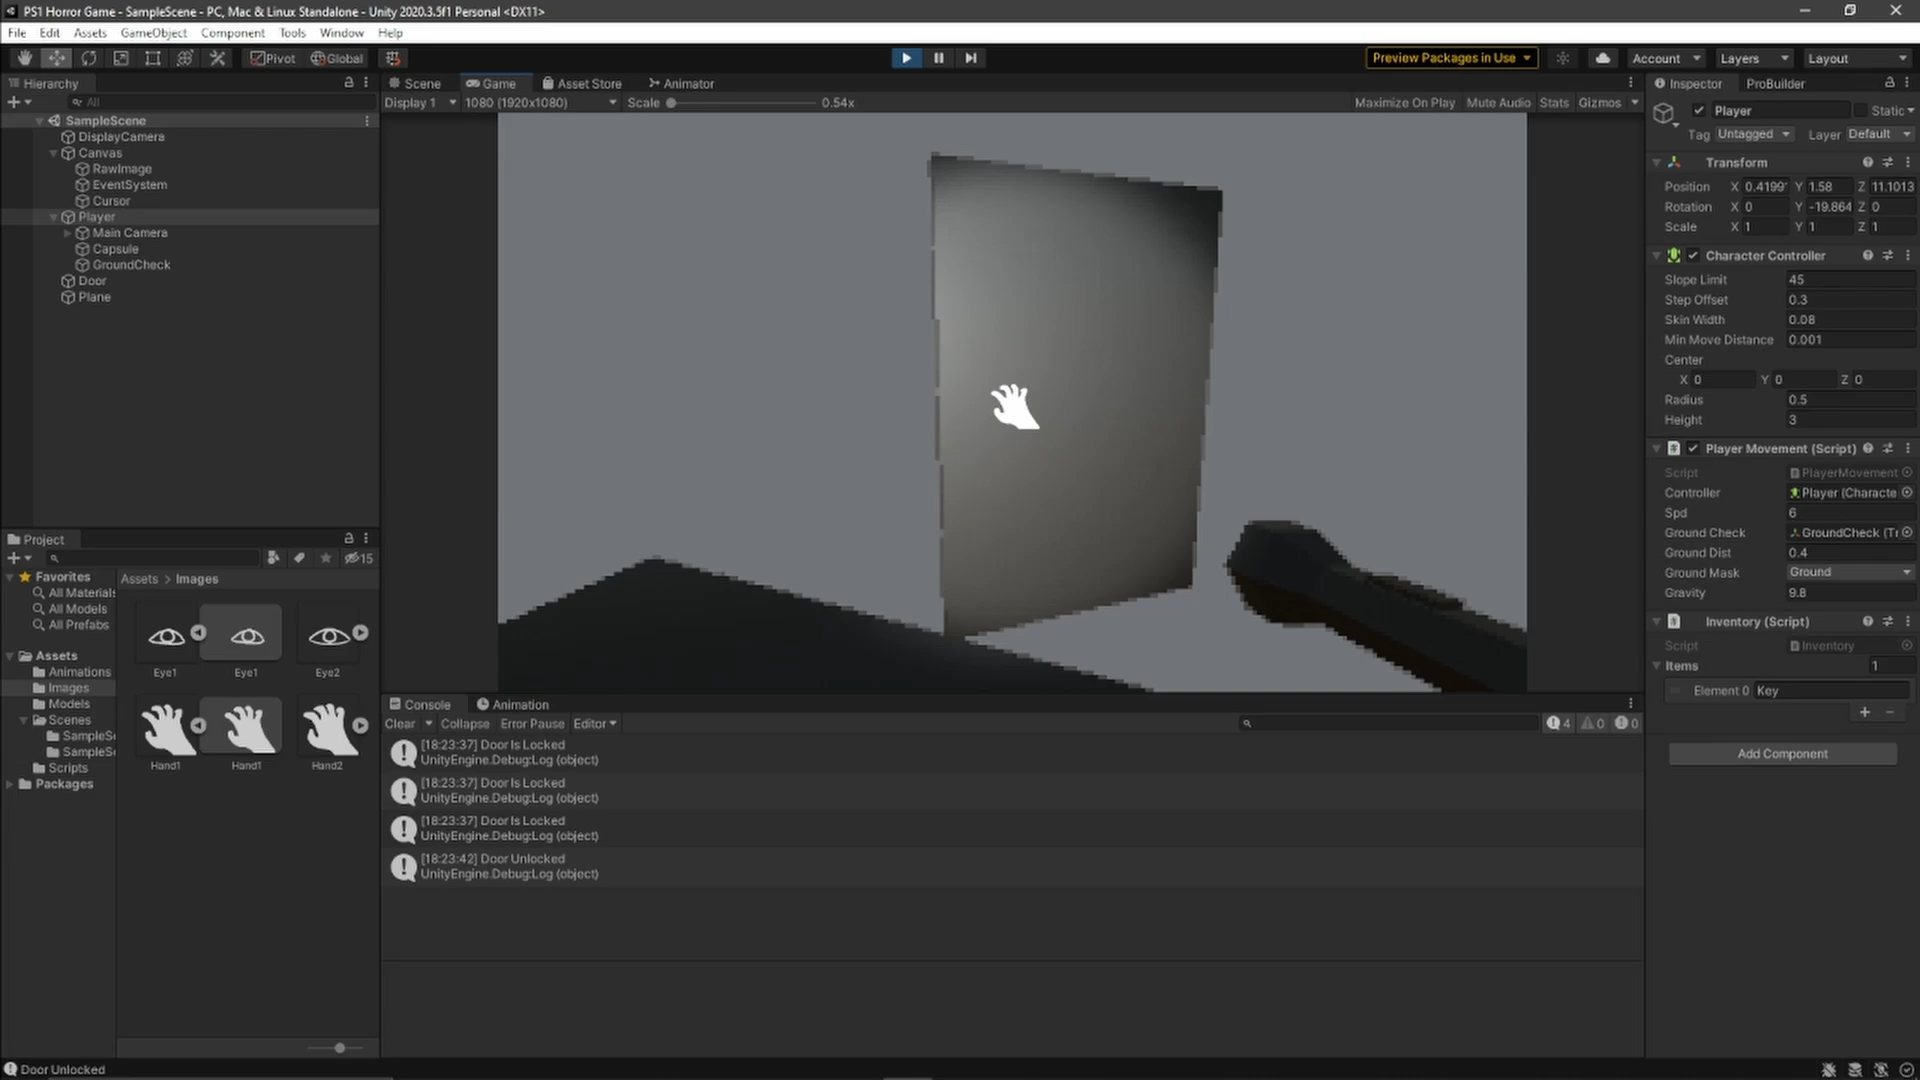 PS1 Horror Game - SampleScene - PC, Mac & Linux Standalone - Unity 2020.3.5f1 Personal <DX11>
File Edit Assets GameObject Component Tools Window Help
Pivot Global Preview Packages in Use Account Layers Layout
Hierarchy
All
SampleScene
DisplayCamera
Canvas
RawImage
EventSystem
Cursor
Player
Main Camera
Capsule
GroundCheck
Door
Plane
Scene Game Asset Store Animator
Display 1 1080 (1920x1080) Scale 0.54x Maximize On Play Mute Audio Stats Gizmos
Inspector ProBuilder
Player Static
Tag Untagged Layer Default
Transform
Position X 0.4199 Y 1.58 Z 11.1013
Rotation X 0 Y -19.864 Z 0
Scale X 1 Y 1 Z 1
Character Controller
Slope Limit 45
Step Offset 0.3
Skin Width 0.08
Min Move Distance 0.001
Center
X 0 Y 0 Z 0
Radius 0.5
Height 3
Player Movement (Script)
Script PlayerMovement
Controller Player (Characte
Spd 6
Ground Check GroundCheck (Tr
Ground Dist 0.4
Ground Mask Ground
Gravity 9.8
Inventory (Script)
Script Inventory
Items 1
Element 0 Key
+ -
Add Component
Project
15
Favorites
All Materials
All Models
All Prefabs
Assets
Animations
Images
Models
Scenes
SampleSc
SampleSc
Scripts
Packages
Assets > Images
Eye1 Eye1 Eye2
Hand1 Hand1 Hand2
Console Animation
Clear Collapse Error Pause Editor 4 0 0
[18:23:37] Door Is Locked
UnityEngine.Debug:Log (object)
[18:23:37] Door Is Locked
UnityEngine.Debug:Log (object)
[18:23:37] Door Is Locked
UnityEngine.Debug:Log (object)
[18:23:42] Door Unlocked
UnityEngine.Debug:Log (object)
Door Unlocked